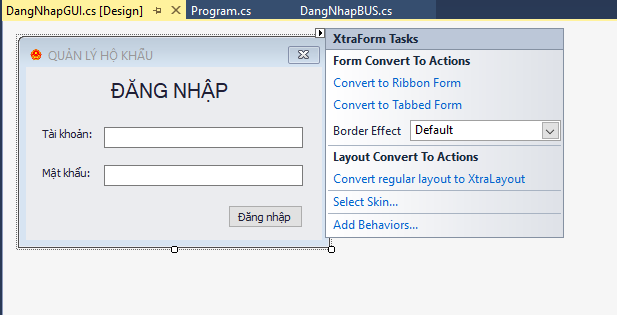 DangNhapGUI.cs [Design] Program.cs DangNhapBUS.cs
QUẢN LÝ HỘ KHẨU
ĐĂNG NHẬP
Tài khoản:
Mật khẩu:
Đăng nhập
XtraForm Tasks
Form Convert To Actions
Convert to Ribbon Form
Convert to Tabbed Form
Border Effect Default
Layout Convert To Actions
Convert regular layout to XtraLayout
Select Skin...
Add Behaviors...